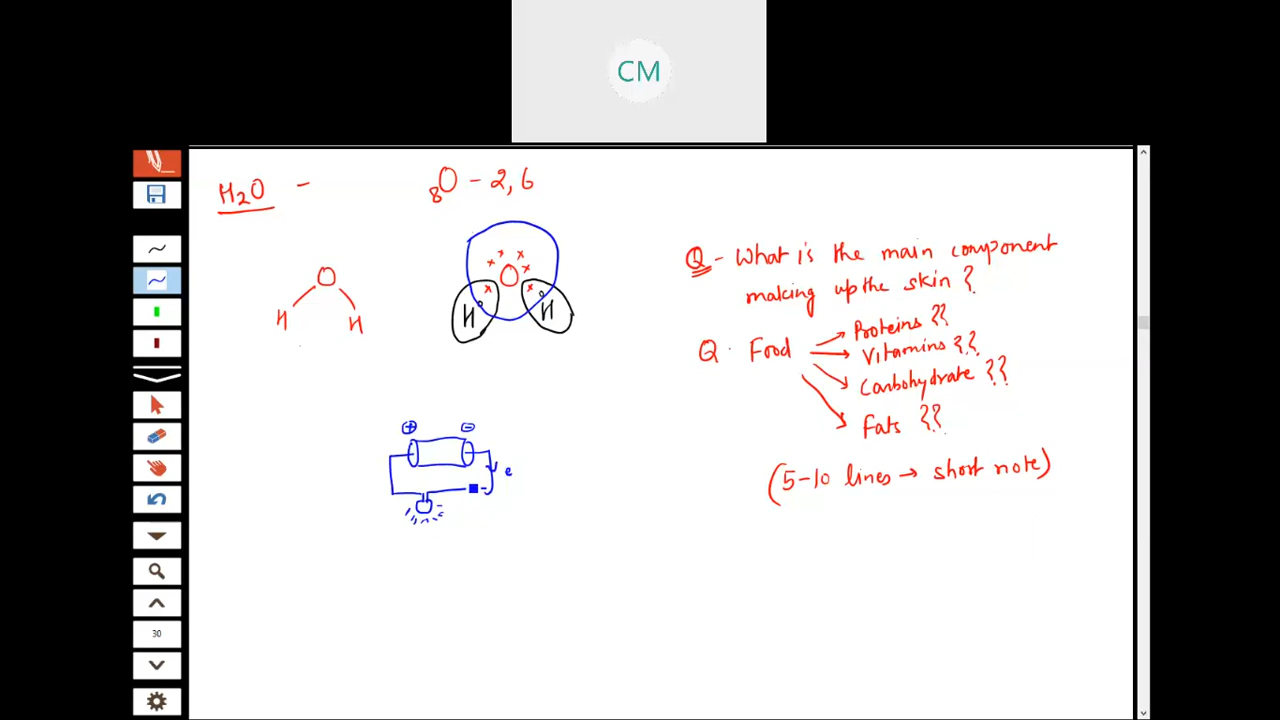 CM
H2O -
8O - 2, 6
O
H H
O
H H
+ -
e
Q - What is the main component
making up the skin ?
Q. Food
Proteins ??
Vitamins ??
Carbohydrate ??
Fats ??
(5-10 lines → short note)
30